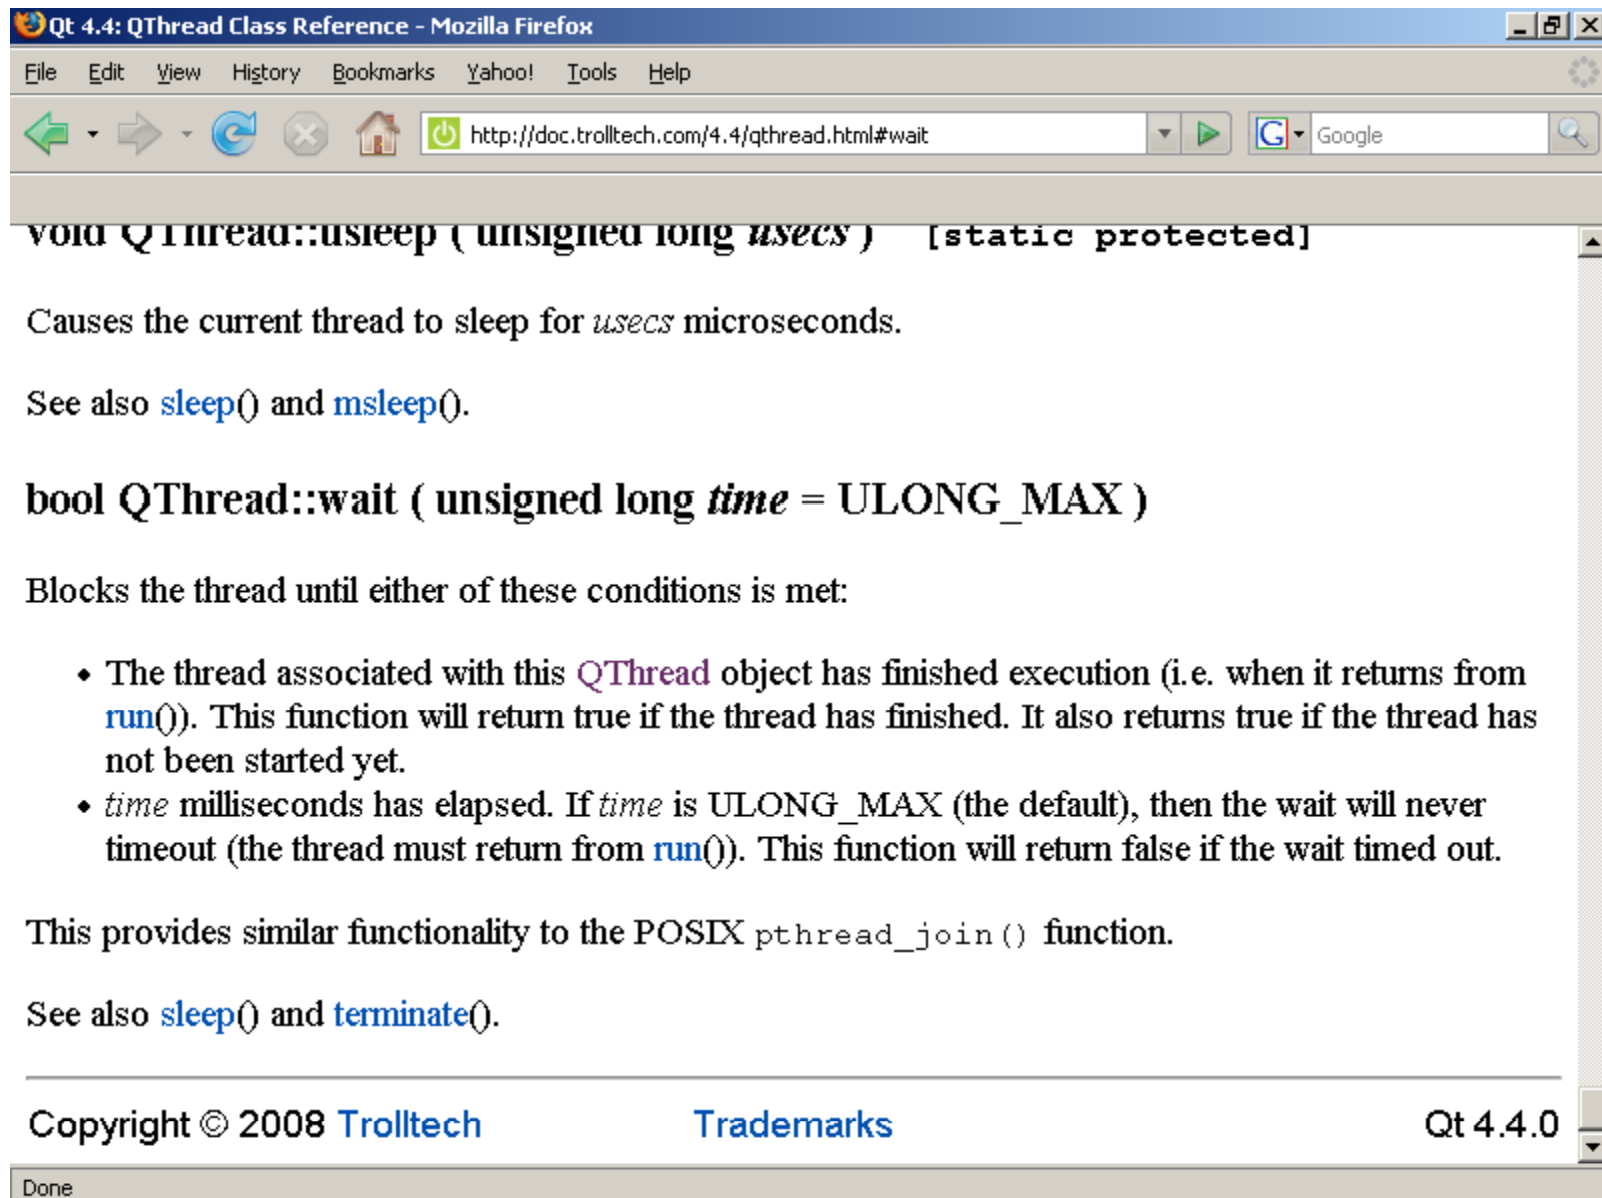 Qt 4.4: QThread Class Reference - Mozilla Firefox
File Edit View History Bookmarks Yahoo! Tools Help
http://doc.trolltech.com/4.4/qthread.html#wait G Google
void QThread::usleep ( unsigned long usecs ) [static protected]
Causes the current thread to sleep for usecs microseconds.
See also sleep() and msleep().
bool QThread::wait ( unsigned long time = ULONG_MAX )
Blocks the thread until either of these conditions is met:
• The thread associated with this QThread object has finished execution (i.e. when it returns from
run()). This function will return true if the thread has finished. It also returns true if the thread has
not been started yet.
• time milliseconds has elapsed. If time is ULONG_MAX (the default), then the wait will never
timeout (the thread must return from run()). This function will return false if the wait timed out.
This provides similar functionality to the POSIX pthread_join() function.
See also sleep() and terminate().
Copyright © 2008 Trolltech Trademarks Qt 4.4.0
Done